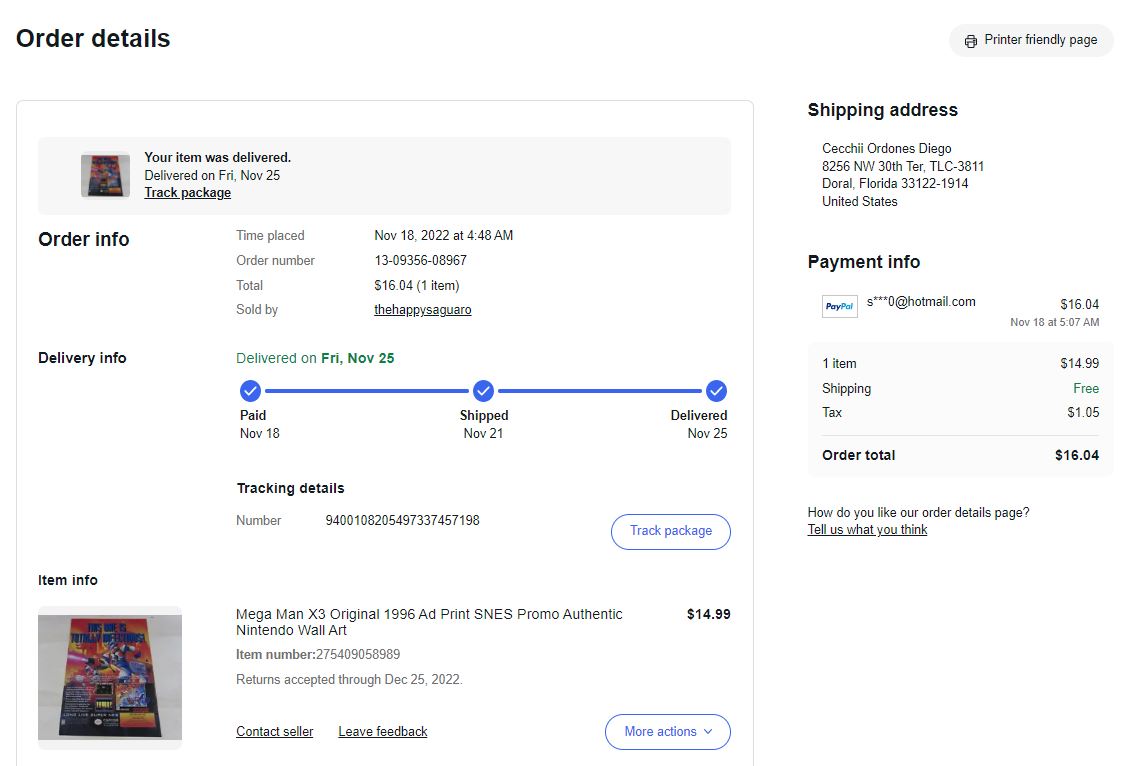 Order details
Printer friendly page
Your item was delivered.
Delivered on Fri, Nov 25
Track package
Order info
Time placed Nov 18, 2022 at 4:48 AM
Order number 13-09356-08967
Total $16.04 (1 item)
Sold by thehappysaguaro
Delivery info
Delivered on Fri, Nov 25
Paid Shipped Delivered
Nov 18 Nov 21 Nov 25
Tracking details
Number 9400108205497337457198
Track package
Item info
THIS ONE IS
TOTALLY INFECTIOUS!
LONG LIVE SUPER NES
Mega Man X3 Original 1996 Ad Print SNES Promo Authentic $14.99
Nintendo Wall Art
Item number:275409058989
Returns accepted through Dec 25, 2022.
Contact seller Leave feedback
More actions
Shipping address
Cecchii Ordones Diego
8256 NW 30th Ter, TLC-3811
Doral, Florida 33122-1914
United States
Payment info
PayPal s***0@hotmail.com $16.04
Nov 18 at 5:07 AM
1 item $14.99
Shipping Free
Tax $1.05
Order total $16.04
How do you like our order details page?
Tell us what you think